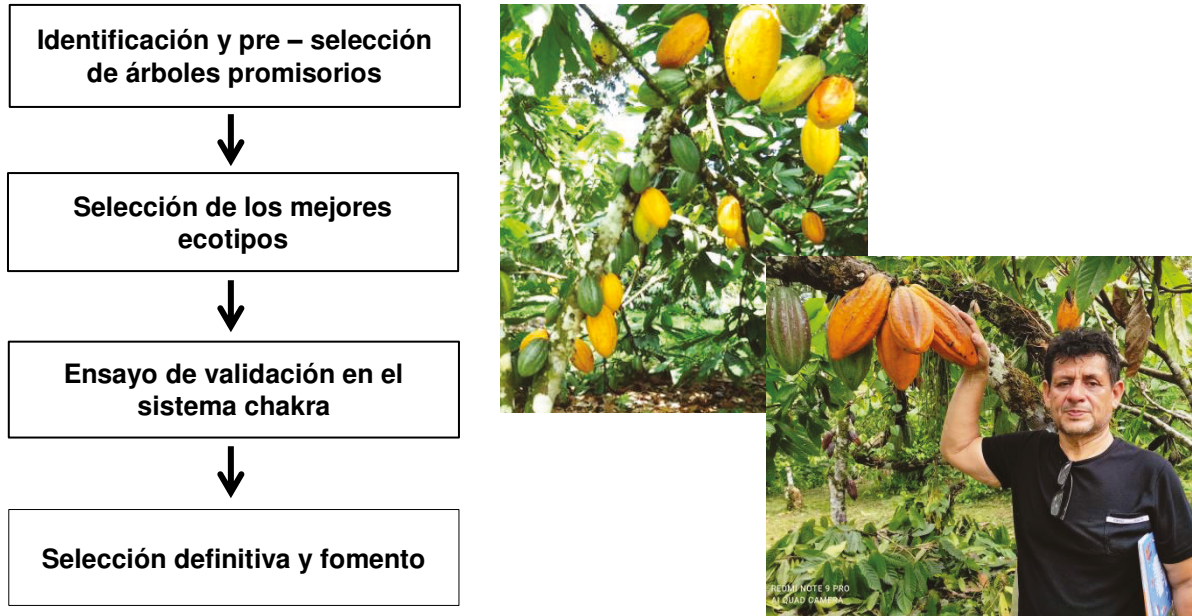 Identificación y pre – selección
de árboles promisorios
Selección de los mejores
ecotipos
Ensayo de validación en el
sistema chakra
Selección definitiva y fomento
REDMI NOTE 9 PRO
AI QUAD CAMERA